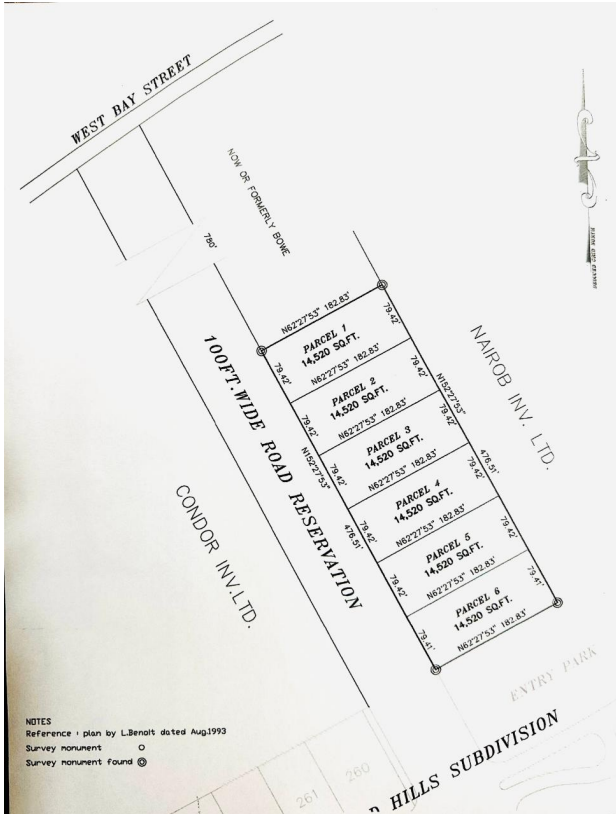 WEST BAY STREET
NOW OR FORMERLY BOWE
780'
N62°27'53" 182.83'
PARCEL 1
14,520 SQ.FT.
79.42'
79.42'
N62°27'53" 182.83'
PARCEL 2
14,520 SQ.FT.
79.42'
79.42'
N62°27'53" 182.83'
PARCEL 3
14,520 SQ.FT.
79.42'
79.42'
N62°27'53" 182.83'
PARCEL 4
14,520 SQ.FT.
79.42'
79.42'
N62°27'53" 182.83'
PARCEL 5
14,520 SQ.FT.
79.42'
79.42'
N62°27'53" 182.83'
PARCEL 6
14,520 SQ.FT.
79.41'
79.41'
N62°27'53" 182.83'
N152°27'53"
476.51'
N152°27'53"
476.51'
100FT.WIDE ROAD RESERVATION
NAIROB INV. LTD.
CONDOR INV.LTD.
ENTRY PARK
HILLS SUBDIVISION
260
261
NOTES
Reference : plan by L.Benoit dated Aug.1993
Survey monument
Survey monument found